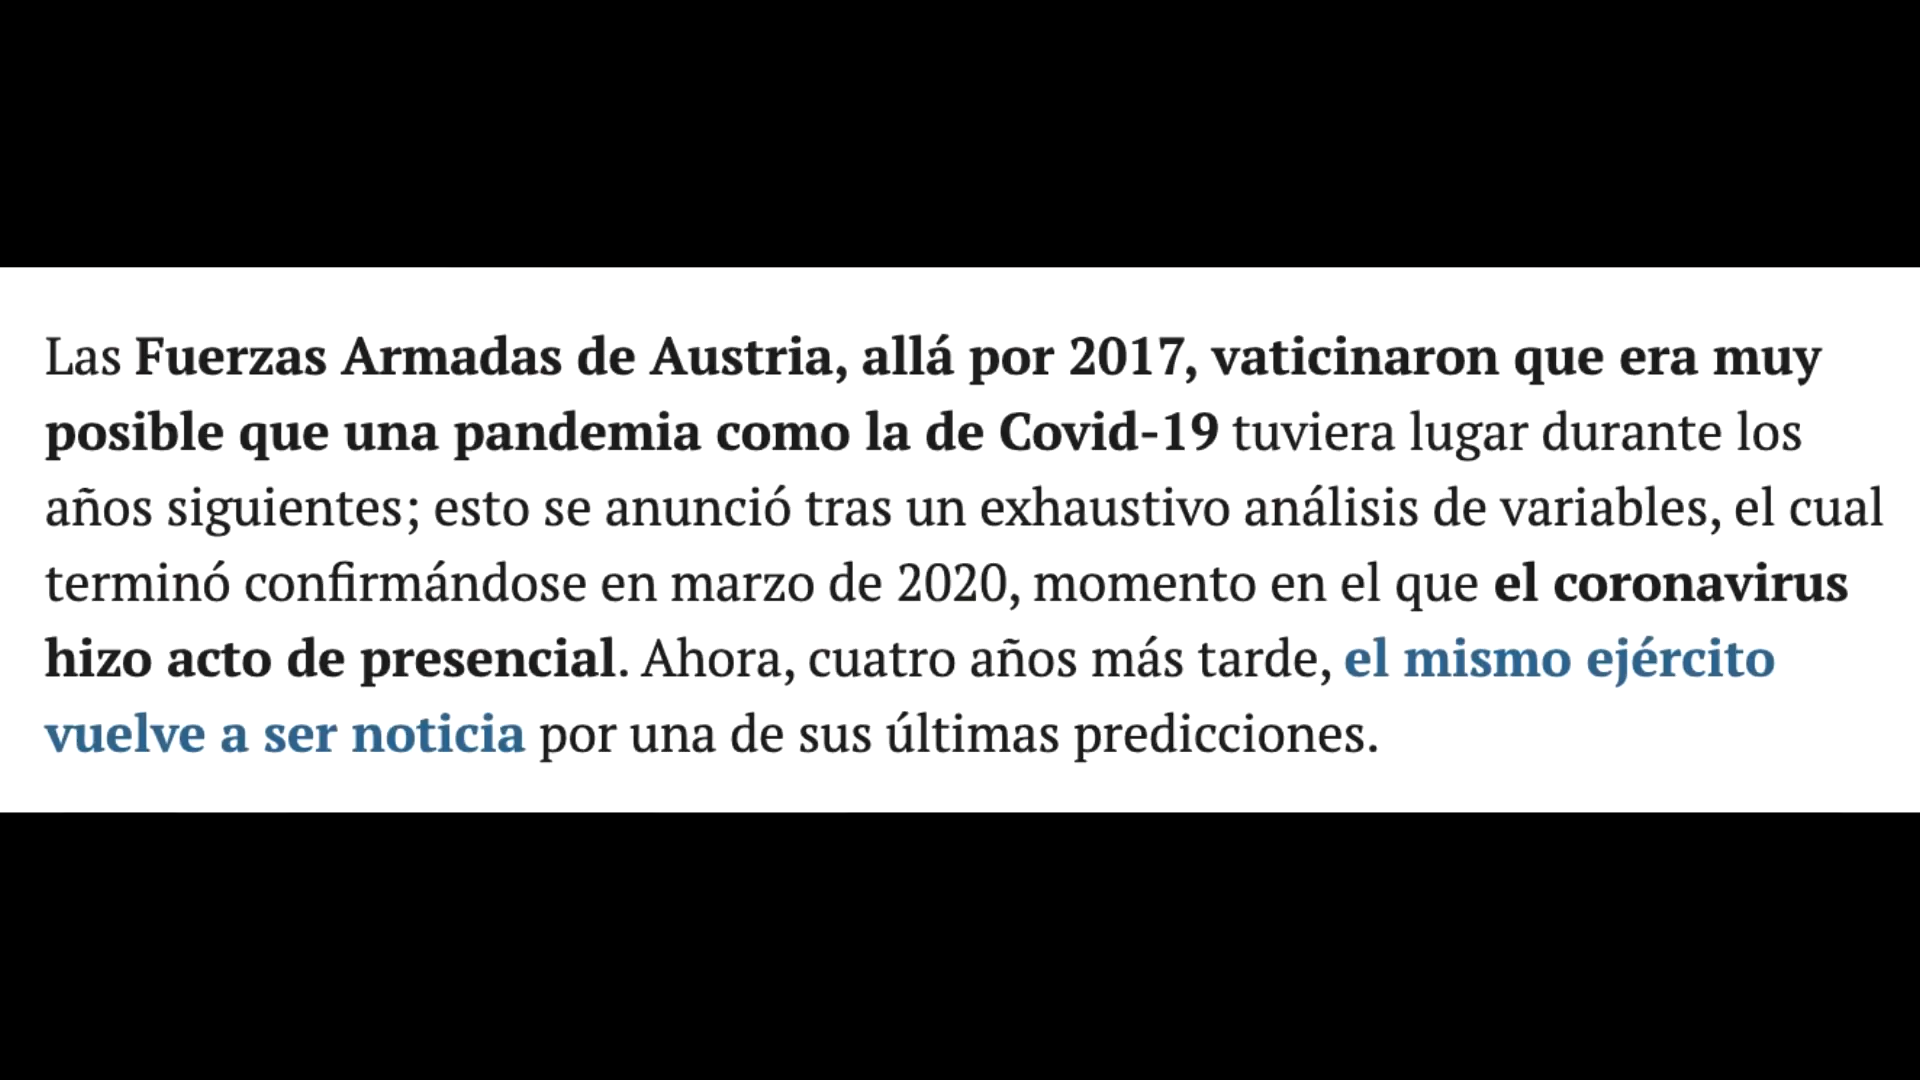 Las Fuerzas Armadas de Austria, allá por 2017, vaticinaron que era muy
posible que una pandemia como la de Covid-19 tuviera lugar durante los
años siguientes; esto se anunció tras un exhaustivo análisis de variables, el cual
terminó confirmándose en marzo de 2020, momento en el que el coronavirus
hizo acto de presencial. Ahora, cuatro años más tarde, el mismo ejército
vuelve a ser noticia por una de sus últimas predicciones.